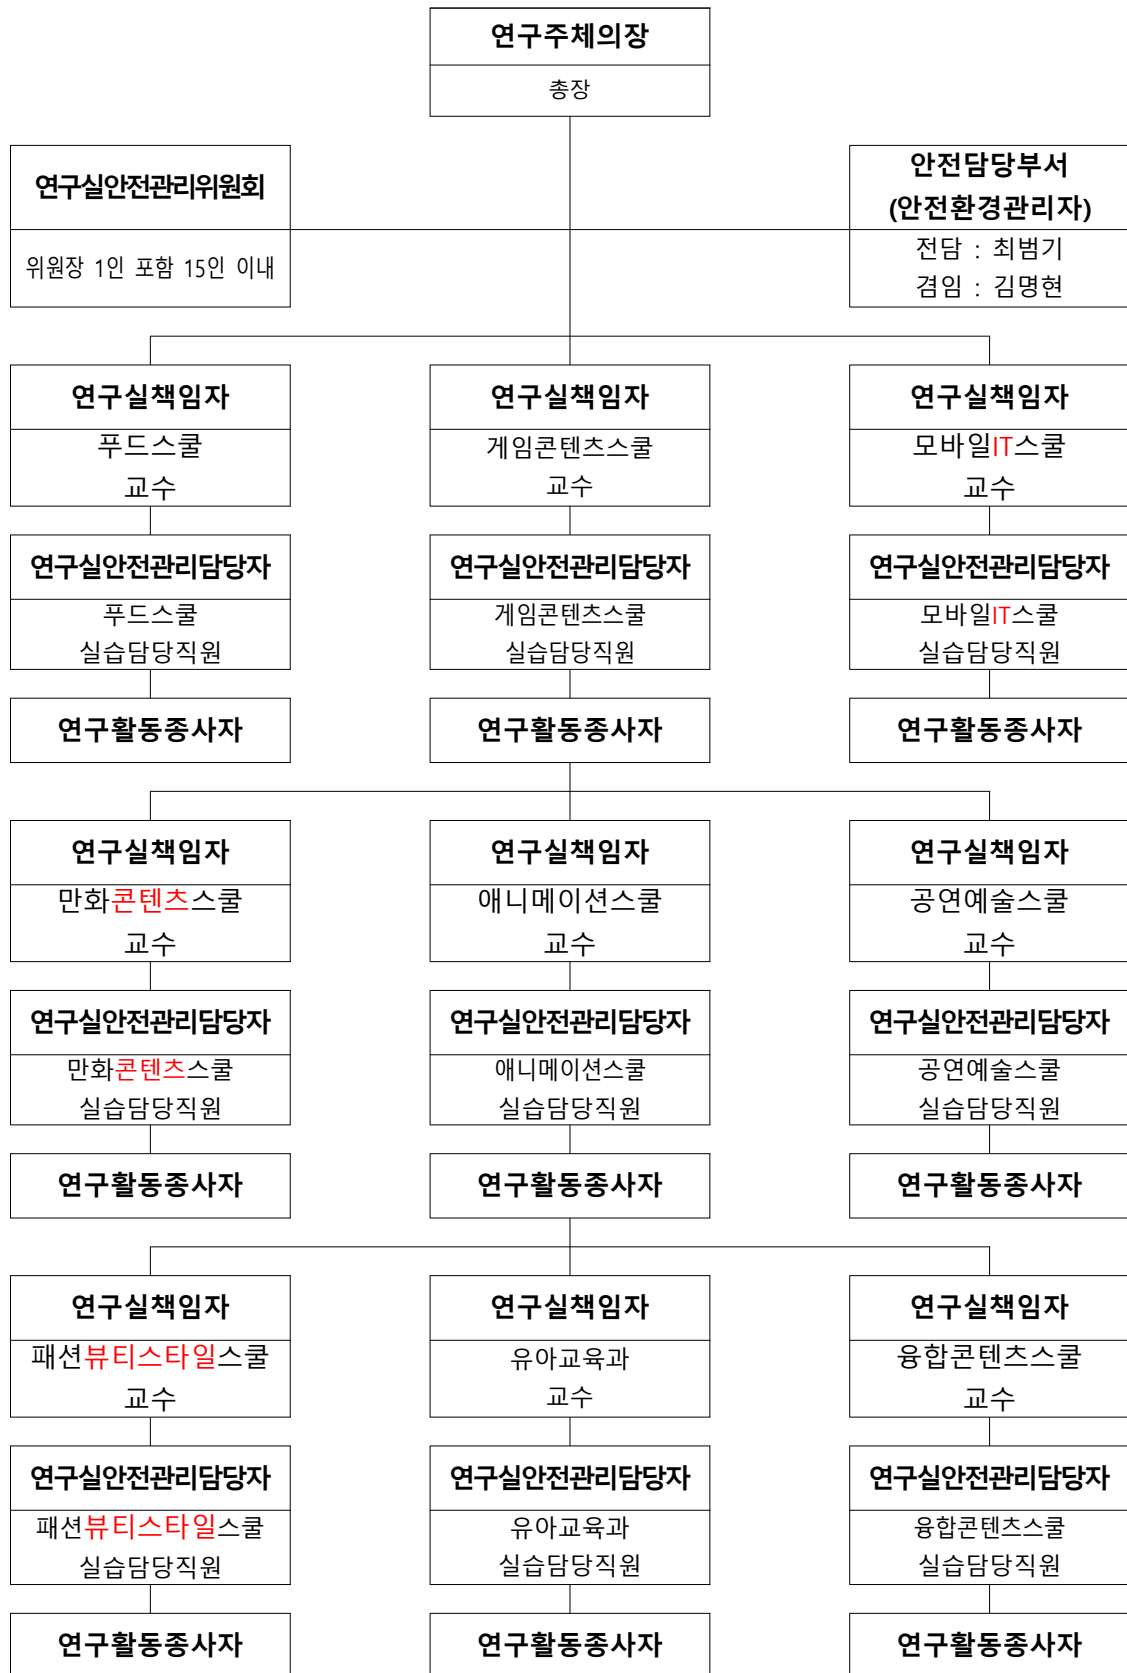 연구주체의장
총장
연구실안전관리위원회
위원장 1인 포함 15인 이내
안전담당부서
(안전환경관리자)
전담 : 최범기
겸임 : 김명현
연구실책임자
푸드스쿨
교수
연구실책임자
게임콘텐츠스쿨
교수
연구실책임자
모바일IT스쿨
교수
연구실안전관리담당자
푸드스쿨
실습담당직원
연구실안전관리담당자
게임콘텐츠스쿨
실습담당직원
연구실안전관리담당자
모바일IT스쿨
실습담당직원
연구활동종사자
연구활동종사자
연구활동종사자
연구실책임자
만화콘텐츠스쿨
교수
연구실책임자
애니메이션스쿨
교수
연구실책임자
공연예술스쿨
교수
연구실안전관리담당자
만화콘텐츠스쿨
실습담당직원
연구실안전관리담당자
애니메이션스쿨
실습담당직원
연구실안전관리담당자
공연예술스쿨
실습담당직원
연구활동종사자
연구활동종사자
연구활동종사자
연구실책임자
패션뷰티스타일스쿨
교수
연구실책임자
유아교육과
교수
연구실책임자
융합콘텐츠스쿨
교수
연구실안전관리담당자
패션뷰티스타일스쿨
실습담당직원
연구실안전관리담당자
유아교육과
실습담당직원
연구실안전관리담당자
융합콘텐츠스쿨
실습담당직원
연구활동종사자
연구활동종사자
연구활동종사자